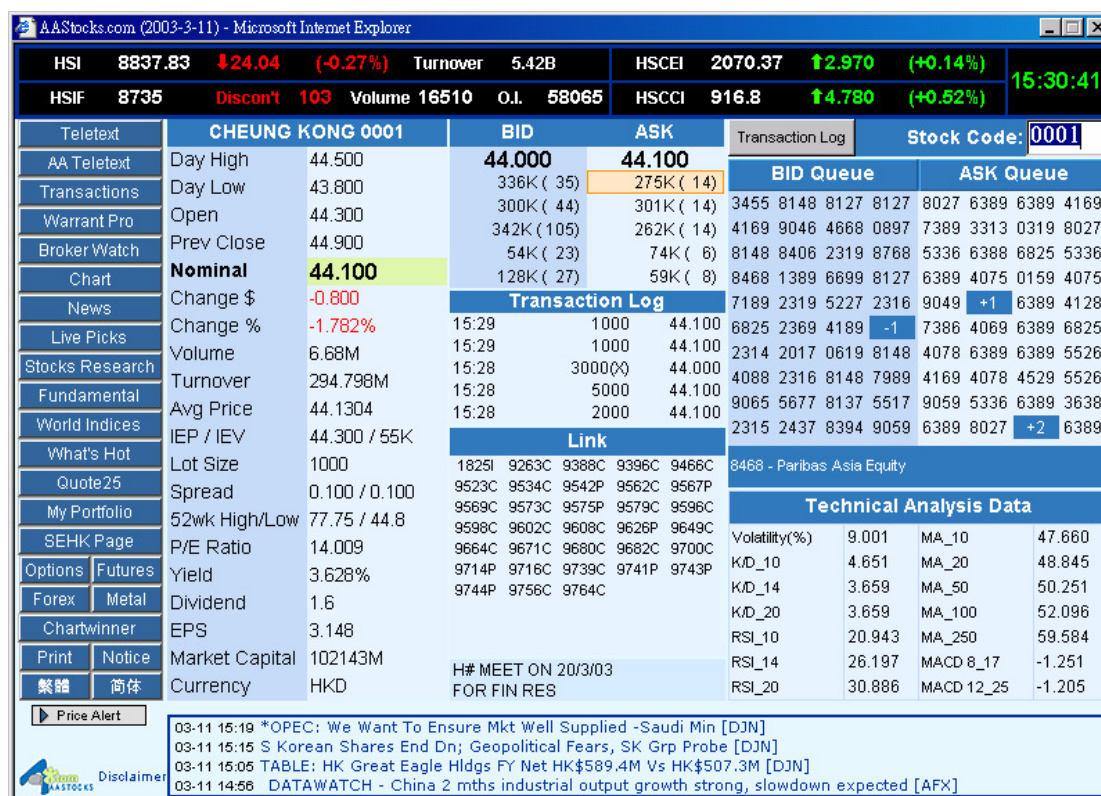 AAStocks.com (2003-3-11) - Microsoft Internet Explorer
HSI 8837.83 ⬇24.04 (-0.27%) Turnover 5.42B HSCEI 2070.37 ⬆2.970 (+0.14%)
HSIF 8735 Discon't 103 Volume 16510 O.I. 58065 HSCCI 916.8 ⬆4.780 (+0.52%)
15:30:41
Teletext
AA Teletext
Transactions
Warrant Pro
Broker Watch
Chart
News
Live Picks
Stocks Research
Fundamental
World Indices
What's Hot
Quote25
My Portfolio
SEHK Page
Options Futures
Forex Metal
Chartwinner
Print Notice
繁體 简体
Price Alert
Disclaimer
AASTOCKS
CHEUNG KONG 0001
Day High 44.500
Day Low 43.800
Open 44.300
Prev Close 44.900
Nominal 44.100
Change $ -0.800
Change % -1.782%
Volume 6.68M
Turnover 294.798M
Avg Price 44.1304
IEP / IEV 44.300 / 55K
Lot Size 1000
Spread 0.100 / 0.100
52wk High/Low 77.75 / 44.8
P/E Ratio 14.009
Yield 3.628%
Dividend 1.6
EPS 3.148
Market Capital 102143M
Currency HKD
BID ASK
44.000 44.100
336K ( 35) 275K ( 14)
300K ( 44) 301K ( 14)
342K (105) 262K ( 14)
54K ( 23) 74K ( 6)
128K ( 27) 59K ( 8)
Transaction Log
15:29 1000 44.100
15:29 1000 44.100
15:28 3000(X) 44.000
15:28 5000 44.100
15:28 2000 44.100
Link
1825I 9263C 9388C 9396C 9466C
9523C 9534C 9542P 9562C 9567P
9569C 9573C 9575P 9579C 9596C
9598C 9602C 9608C 9626P 9649C
9664C 9671C 9680C 9682C 9700C
9714P 9716C 9739C 9741P 9743P
9744P 9756C 9764C
H# MEET ON 20/3/03
FOR FIN RES
Transaction Log Stock Code: 0001
BID Queue ASK Queue
3455 8148 8127 8127 8027 6389 6389 4169
4169 9046 4668 0897 7389 3313 0319 8027
8148 8406 2319 8768 5336 6388 6825 5336
8468 1389 6699 8127 6389 4075 0159 4075
7189 2319 5227 2316 9049 +1 6389 4128
6825 2369 4189 -1 7386 4069 6389 6825
2314 2017 0619 8148 4078 6389 6389 5526
4088 2316 8148 7989 4169 4078 4529 5526
9065 5677 8137 5517 9059 5336 6389 3638
2315 2437 8394 9059 6389 8027 +2 6389
8468 - Paribas Asia Equity
Technical Analysis Data
Volatility(%) 9.001 MA_10 47.660
K/D_10 4.651 MA_20 48.845
K/D_14 3.659 MA_50 50.251
K/D_20 3.659 MA_100 52.096
RSI_10 20.943 MA_250 59.584
RSI_14 26.197 MACD 8_17 -1.251
RSI_20 30.886 MACD 12_25 -1.205
03-11 15:19 *OPEC: We Want To Ensure Mkt Well Supplied -Saudi Min [DJN]
03-11 15:15 S Korean Shares End Dn; Geopolitical Fears, SK Grp Probe [DJN]
03-11 15:05 TABLE: HK Great Eagle Hldgs FY Net HK$589.4M Vs HK$507.3M [DJN]
03-11 14:56 DATAWATCH - China 2 mths industrial output growth strong, slowdown expected [AFX]